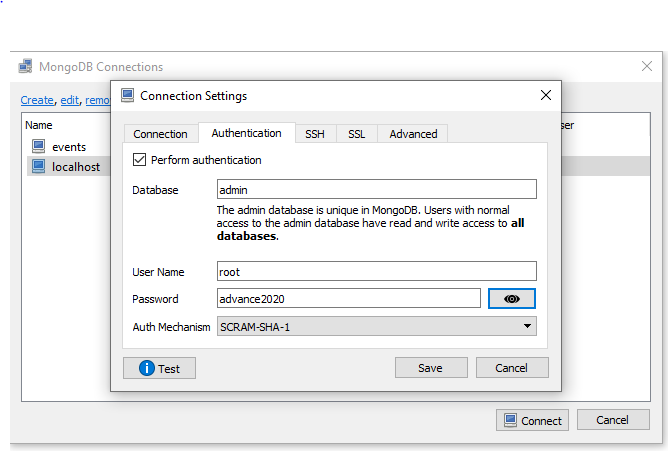 MongoDB Connections
Create, edit, remo
Name
ser
events
localhost
Connection Settings
Connection Authentication SSH SSL Advanced
Perform authentication
Database admin
The admin database is unique in MongoDB. Users with normal
access to the admin database have read and write access to all
databases.
User Name root
Password advance2020
Auth Mechanism SCRAM-SHA-1
Test Save Cancel
Connect Cancel